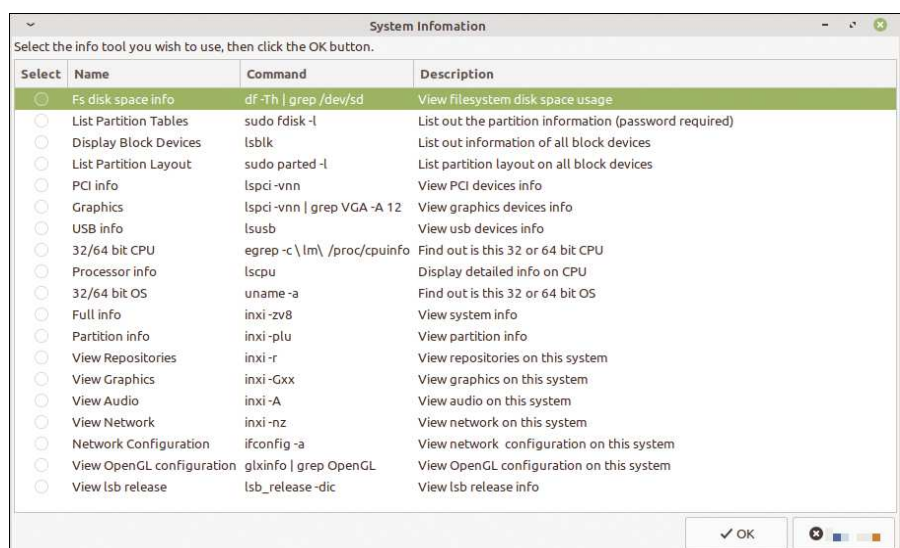 System Infomation
Select the info tool you wish to use, then click the OK button.
Select Name Command Description
Fs disk space info df -Th | grep /dev/sd View filesystem disk space usage
List Partition Tables sudo fdisk -l List out the partition information (password required)
Display Block Devices lsblk List out information of all block devices
List Partition Layout sudo parted -l List partition layout on all block devices
PCI info lspci -vnn View PCI devices info
Graphics lspci -vnn | grep VGA -A 12 View graphics devices info
USB info lsusb View usb devices info
32/64 bit CPU egrep -c \ lm\ /proc/cpuinfo Find out is this 32 or 64 bit CPU
Processor info lscpu Display detailed info on CPU
32/64 bit OS uname -a Find out is this 32 or 64 bit OS
Full info inxi -zv8 View system info
Partition info inxi -plu View partition info
View Repositories inxi -r View repositories on this system
View Graphics inxi -Gxx View graphics on this system
View Audio inxi -A View audio on this system
View Network inxi -nz View network on this system
Network Configuration ifconfig -a View network configuration on this system
View OpenGL configuration glxinfo | grep OpenGL View OpenGL configuration on this system
View lsb release lsb_release -dic View lsb release info
OK